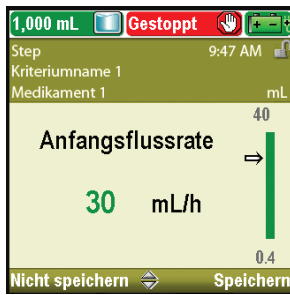 1,000 mL Gestoppt
Step 9:47 AM
Kriteriumname 1
Medikament 1 mL
40
Anfangsflussrate
30 mL/h
0.4
Nicht speichern Speichern